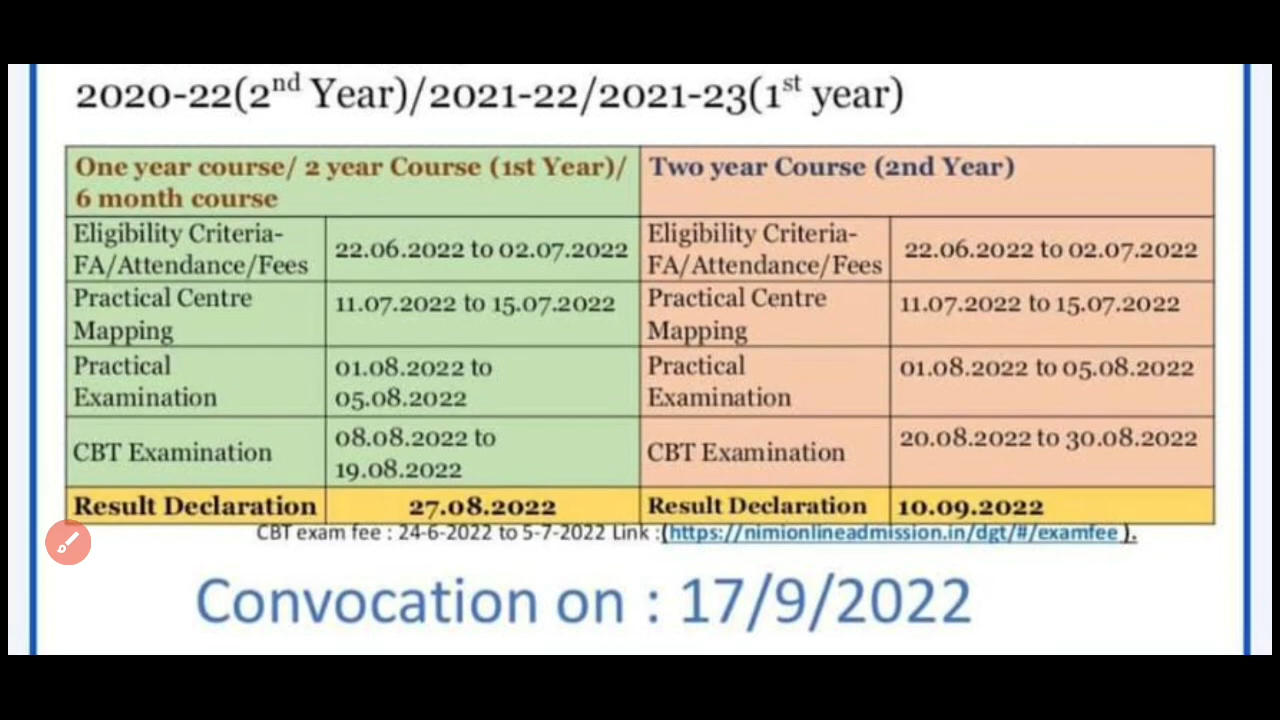 2020-22(2nd Year)/2021-22/2021-23(1st year)
One year course/ 2 year Course (1st Year)/
6 month course
Two year Course (2nd Year)
Eligibility Criteria-
FA/Attendance/Fees
22.06.2022 to 02.07.2022
Eligibility Criteria-
FA/Attendance/Fees
22.06.2022 to 02.07.2022
Practical Centre
Mapping
11.07.2022 to 15.07.2022
Practical Centre
Mapping
11.07.2022 to 15.07.2022
Practical
Examination
01.08.2022 to
05.08.2022
Practical
Examination
01.08.2022 to 05.08.2022
CBT Examination
08.08.2022 to
19.08.2022
CBT Examination
20.08.2022 to 30.08.2022
Result Declaration
27.08.2022
Result Declaration
10.09.2022
CBT exam fee : 24-6-2022 to 5-7-2022 Link :(https://nimionlineadmission.in/dgt/#/examfee ).
Convocation on : 17/9/2022